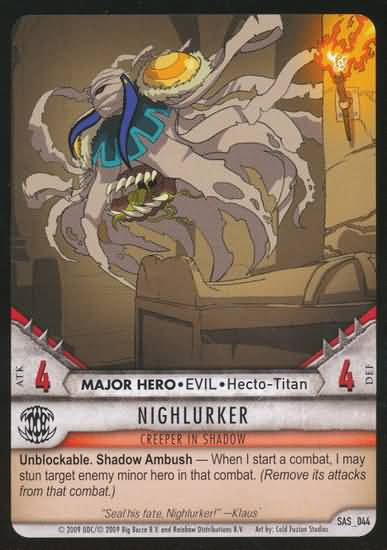 ATK
4
MAJOR HERO•EVIL•Hecto-Titan
4
DEF
NIGHLURKER
CREEPER IN SHADOW
Unblockable. Shadow Ambush — When I start a combat, I may
stun target enemy minor hero in that combat. (Remove its attacks
from that combat.)
"Seal his fate, Nighlurker!" —Klaus
SAS_044
© 2009 UDC/© 2009 Big Bocca B.V. and Rainbow Distributions B.V. Art by: Cold Fusion Studios